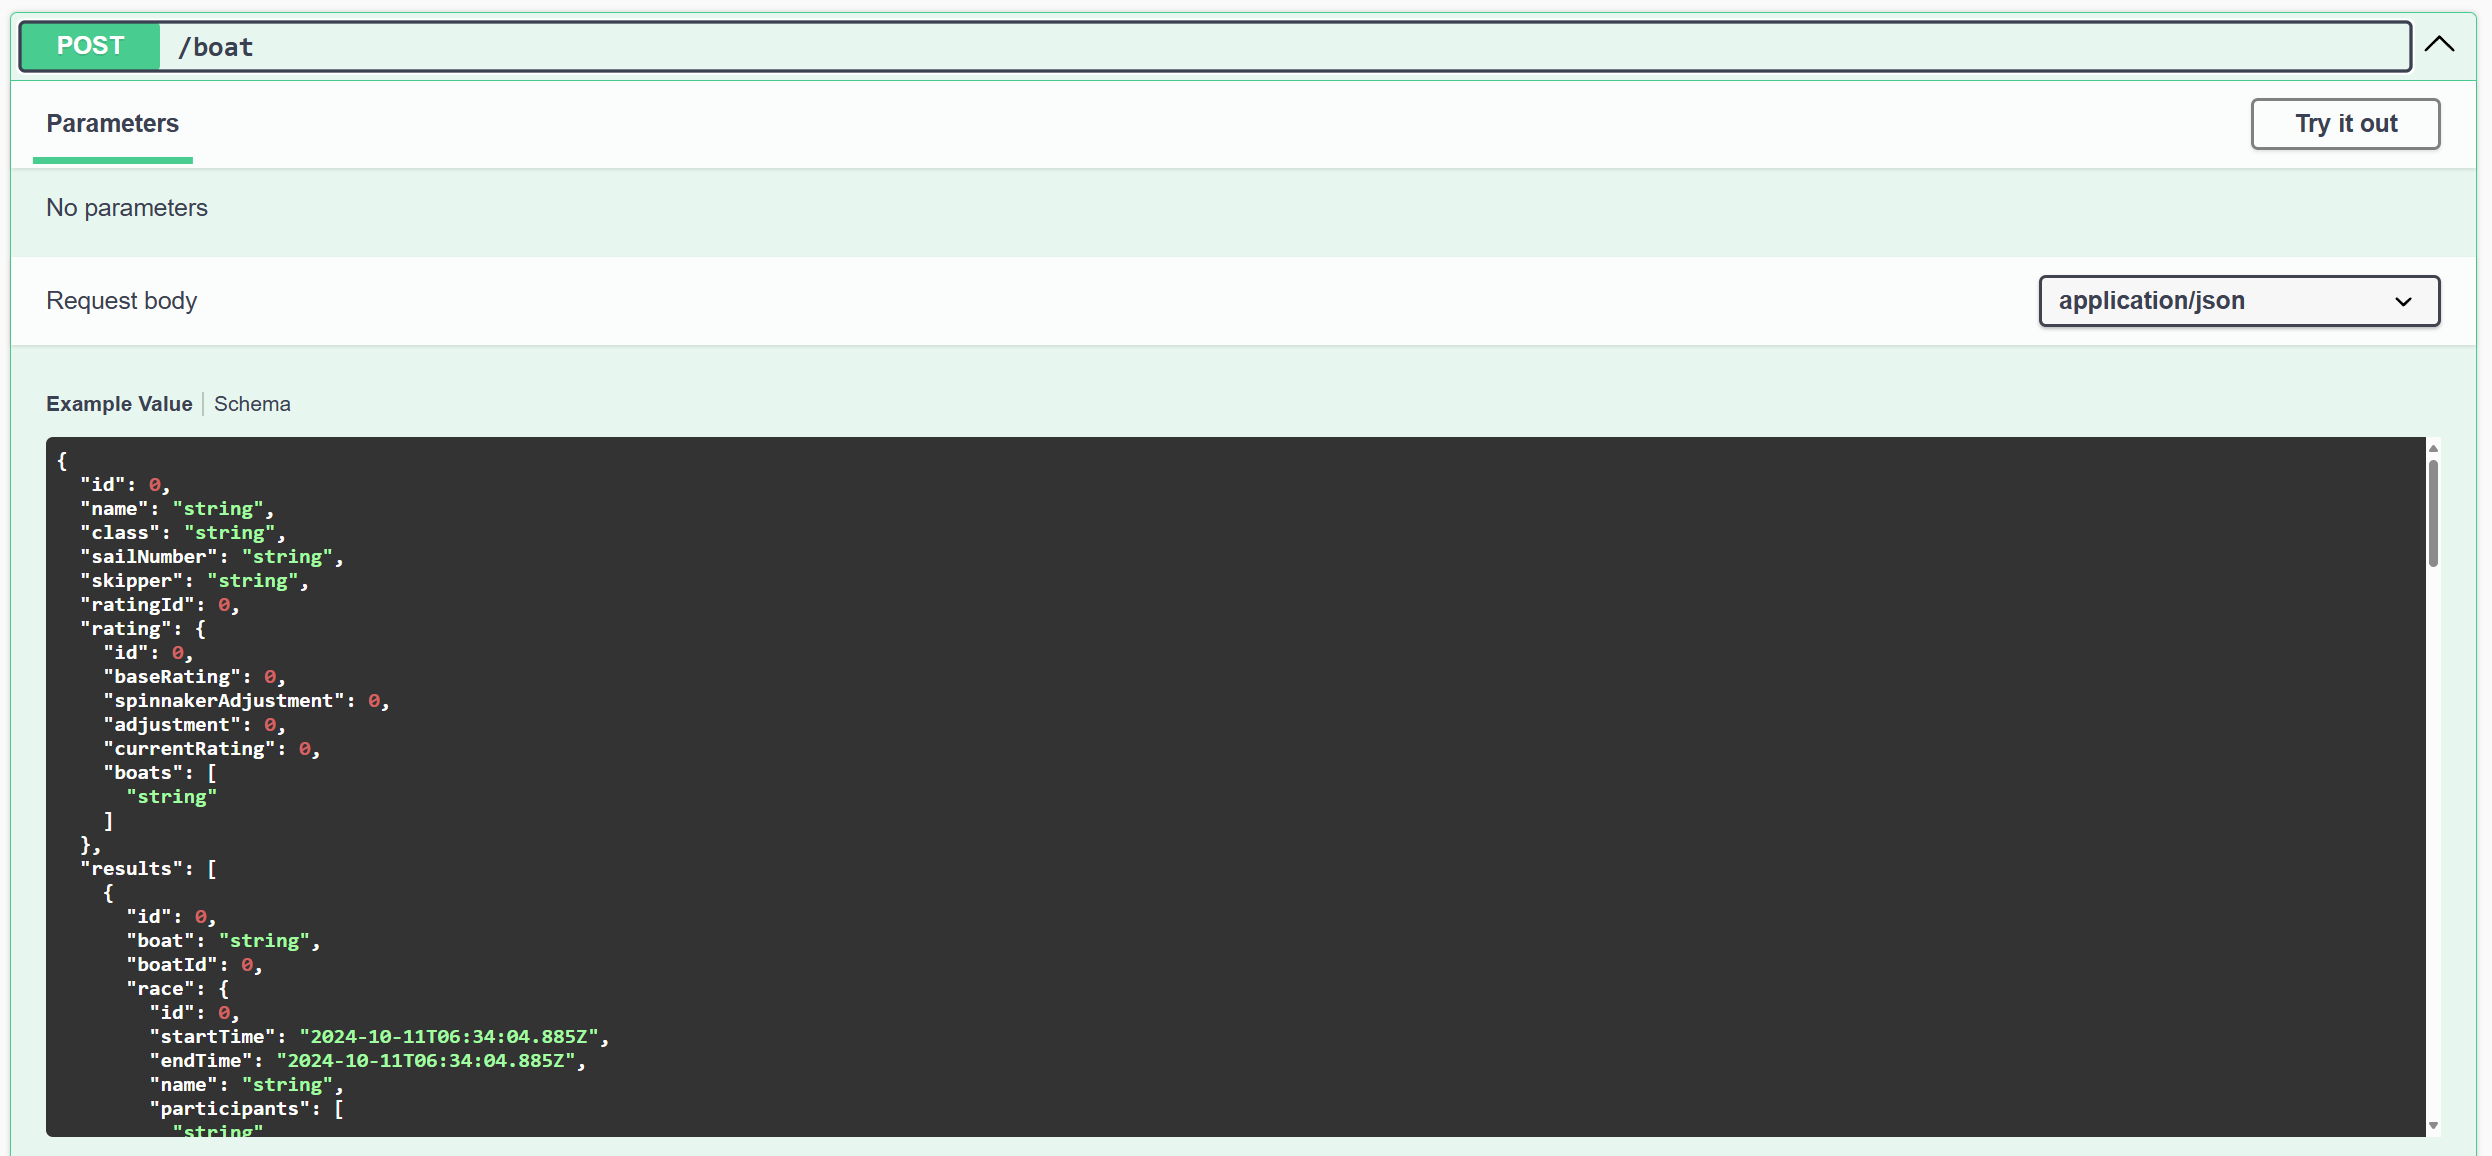 POST /boat
Parameters
Try it out
No parameters
Request body
application/json
Example Value | Schema
{
  "id": 0,
  "name": "string",
  "class": "string",
  "sailNumber": "string",
  "skipper": "string",
  "ratingId": 0,
  "rating": {
    "id": 0,
    "baseRating": 0,
    "spinnakerAdjustment": 0,
    "adjustment": 0,
    "currentRating": 0,
    "boats": [
      "string"
    ]
  },
  "results": [
    {
      "id": 0,
      "boat": "string",
      "boatId": 0,
      "race": {
        "id": 0,
        "startTime": "2024-10-11T06:34:04.885Z",
        "endTime": "2024-10-11T06:34:04.885Z",
        "name": "string",
        "participants": [
          "string"